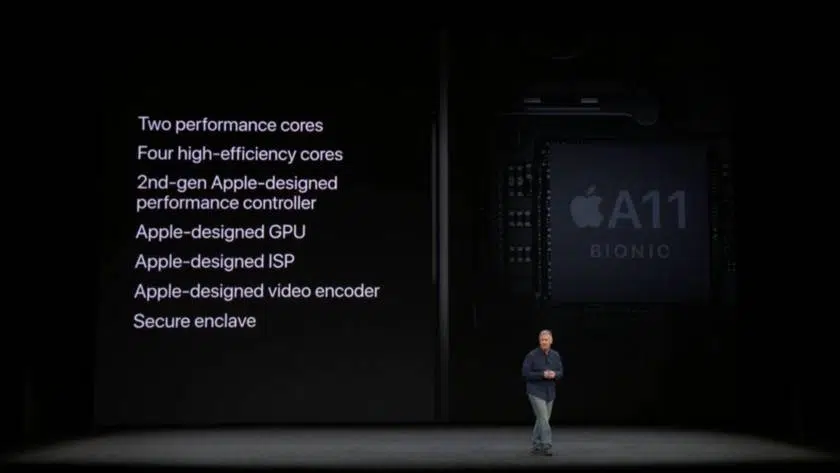 Two performance cores
Four high-efficiency cores
2nd-gen Apple-designed
performance controller
Apple-designed GPU
Apple-designed ISP
Apple-designed video encoder
Secure enclave
A11
BIONIC